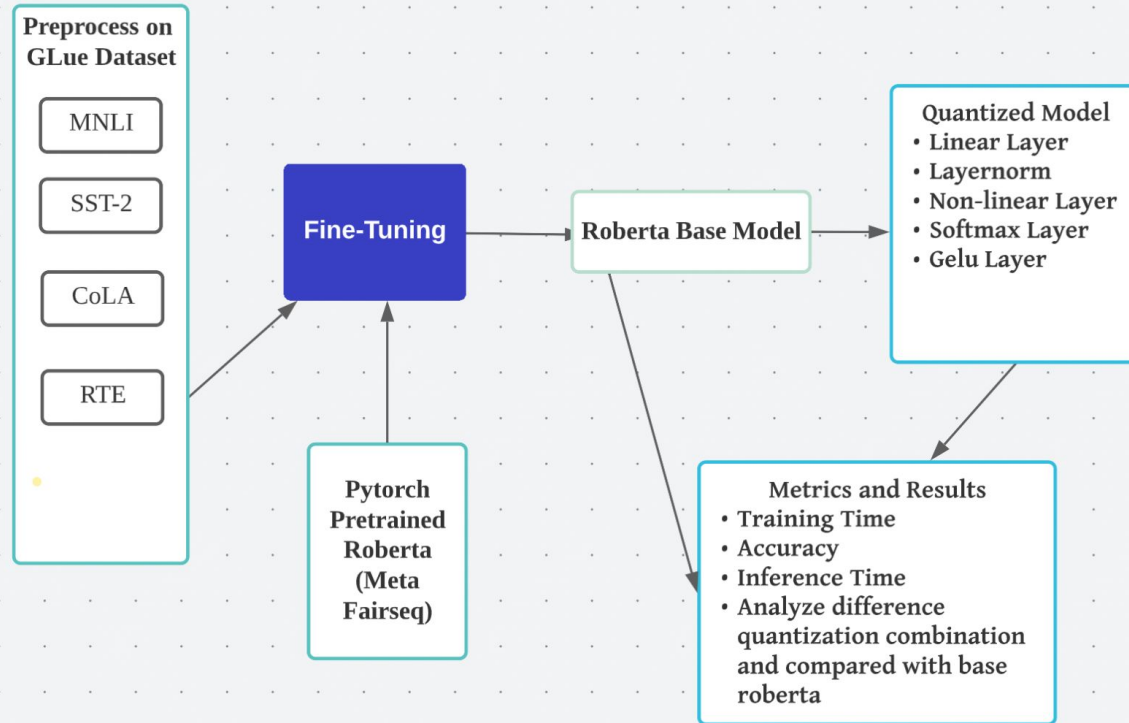 Preprocess on
GLue Dataset
MNLI
SST-2
CoLA
RTE
Fine-Tuning
Pytorch
Pretrained
Roberta
(Meta
Fairseq)
Roberta Base Model
Quantized Model
• Linear Layer
• Layernorm
• Non-linear Layer
• Softmax Layer
• Gelu Layer
Metrics and Results
• Training Time
• Accuracy
• Inference Time
• Analyze difference
quantization combination
and compared with base
roberta